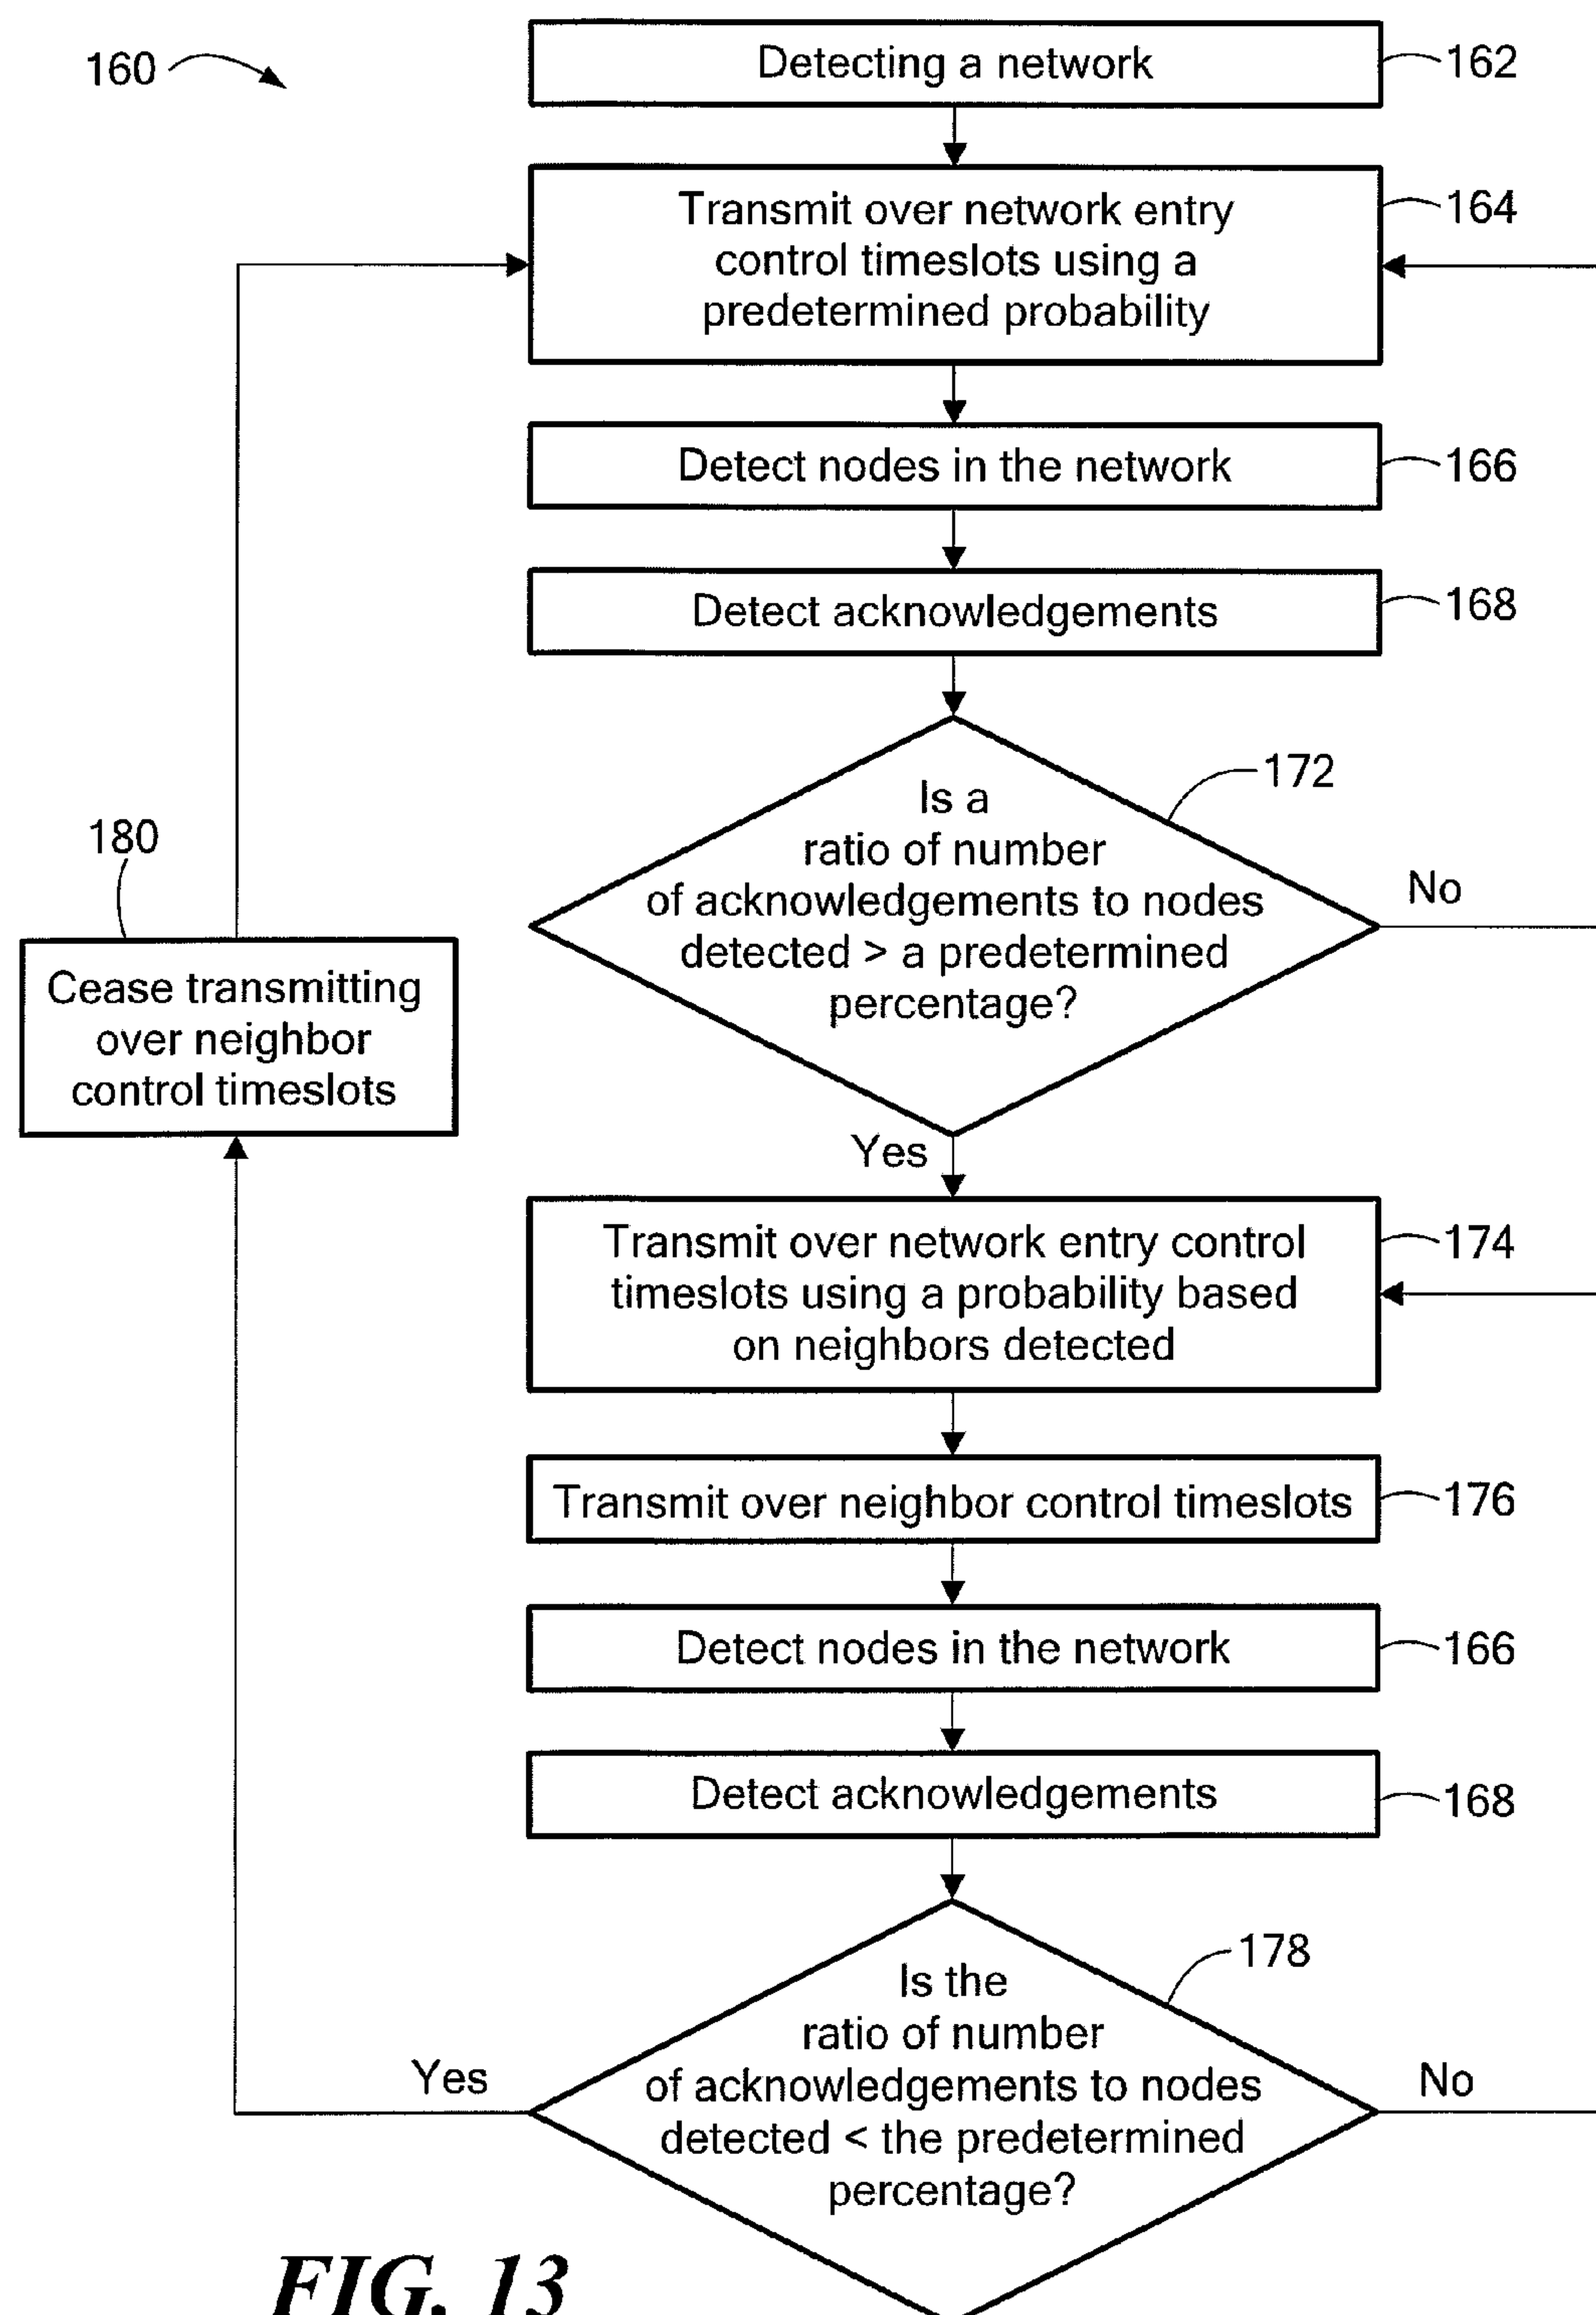 160
Detecting a network
162
Transmit over network entry
control timeslots using a
predetermined probability
164
Detect nodes in the network
166
Detect acknowledgements
168
Is a
ratio of number
of acknowledgements to nodes
detected > a predetermined
percentage?
172
No
180
Cease transmitting
over neighbor
control timeslots
Yes
Transmit over network entry control
timeslots using a probability based
on neighbors detected
174
Transmit over neighbor control timeslots
176
Detect nodes in the network
166
Detect acknowledgements
168
Is the
ratio of number
of acknowledgements to nodes
detected < the predetermined
percentage?
178
Yes
No
FIG. 13